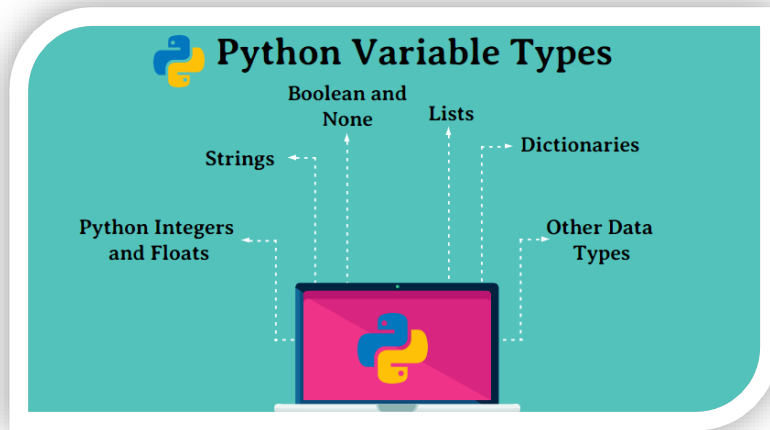 Python Variable Types
Boolean and
None
Lists
Strings
Dictionaries
Python Integers
and Floats
Other Data
Types